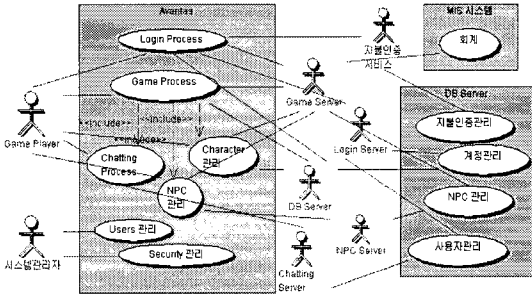 Avantas
Login Process
Game Process
<<include>>
<<include>>
<<include>>
Chatting
Process
Character
관리
NPC
관리
Users 관리
Security 관리
Game Player
시스템관리자
지불인증
서비스
Game Server
Login Server
DB Server
NPC Server
Chatting
Server
MIS 시스템
회계
DB Server
지불인증관리
계정관리
NPC 관리
사용자관리